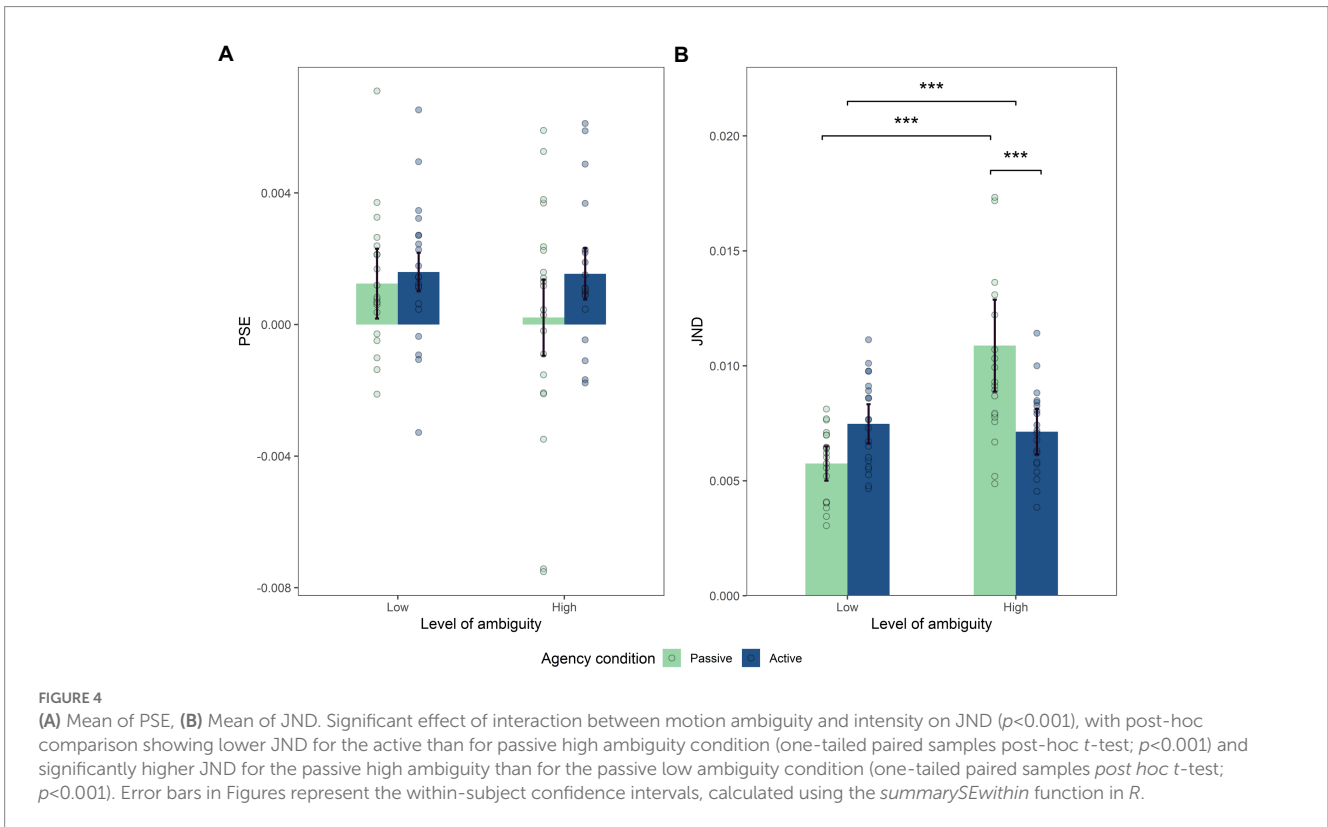 A
B
PSE
0.004
0.000
-0.004
-0.008
Low
High
Level of ambiguity
JND
0.020
0.015
0.010
0.005
0.000
***
***
***
Low
High
Level of ambiguity
Agency condition Passive Active
FIGURE 4
(A) Mean of PSE, (B) Mean of JND. Significant effect of interaction between motion ambiguity and intensity on JND (p<0.001), with post-hoc
comparison showing lower JND for the active than for passive high ambiguity condition (one-tailed paired samples post-hoc t-test; p<0.001) and
significantly higher JND for the passive high ambiguity than for the passive low ambiguity condition (one-tailed paired samples post hoc t-test;
p<0.001). Error bars in Figures represent the within-subject confidence intervals, calculated using the summarySEwithin function in R.